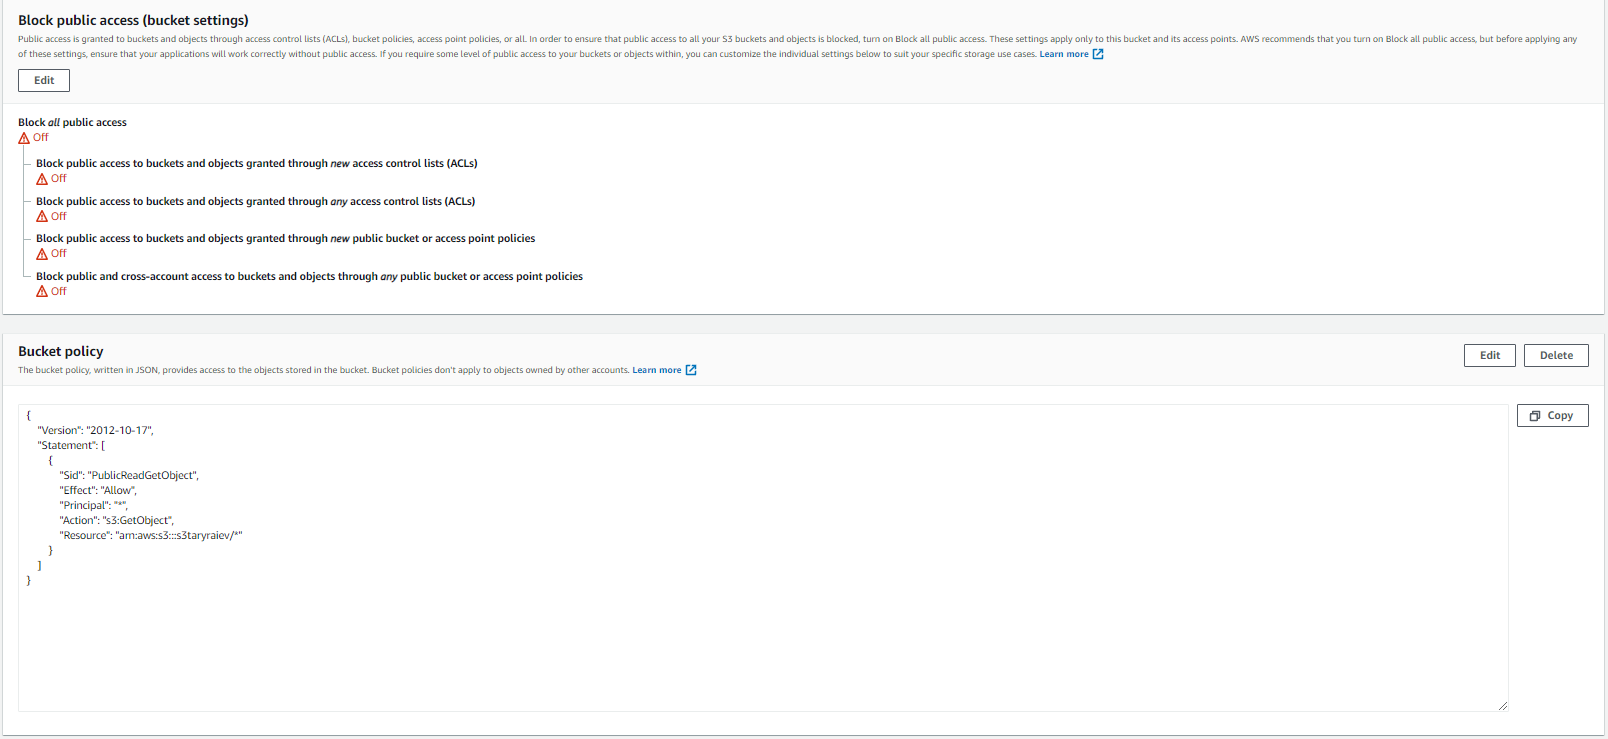 Block public access (bucket settings)
Public access is granted to buckets and objects through access control lists (ACLs), bucket policies, access point policies, or all. In order to ensure that public access to all your S3 buckets and objects is blocked, turn on Block all public access. These settings apply only to this bucket and its access points. AWS recommends that you turn on Block all public access, but before applying any
of these settings, ensure that your applications will work correctly without public access. If you require some level of public access to your buckets or objects within, you can customize the individual settings below to suit your specific storage use cases. Learn more
Edit
Block all public access
Off
Block public access to buckets and objects granted through new access control lists (ACLs)
Off
Block public access to buckets and objects granted through any access control lists (ACLs)
Off
Block public access to buckets and objects granted through new public bucket or access point policies
Off
Block public and cross-account access to buckets and objects through any public bucket or access point policies
Off
Bucket policy
Edit
Delete
The bucket policy, written in JSON, provides access to the objects stored in the bucket. Bucket policies don't apply to objects owned by other accounts. Learn more
Copy
{
"Version": "2012-10-17",
"Statement": [
{
"Sid": "PublicReadGetObject",
"Effect": "Allow",
"Principal": "*",
"Action": "s3:GetObject",
"Resource": "arn:aws:s3:::s3taryraiev/*"
}
]
}